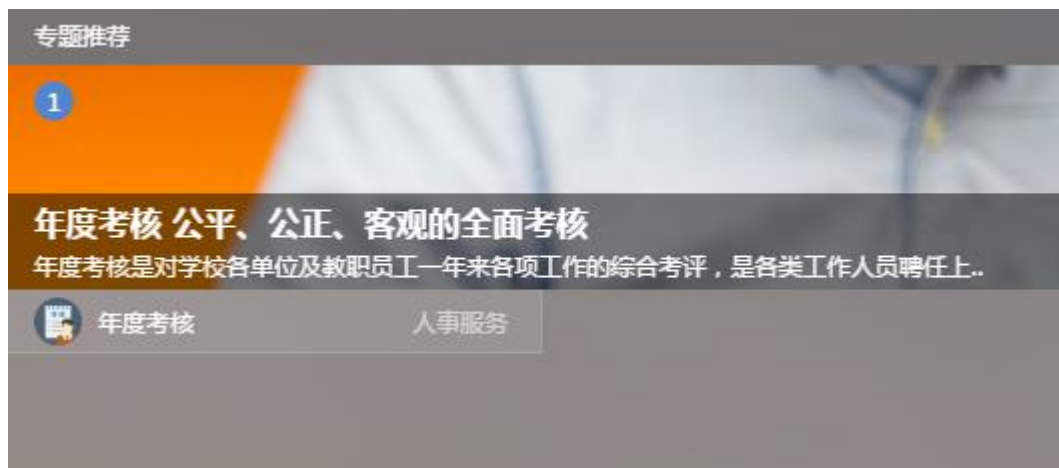 专题推荐
1
年度考核 公平、公正、客观的全面考核
年度考核是对学校各单位及教职员工一年来各项工作的综合考评，是各类工作人员聘任上..
年度考核 人事服务